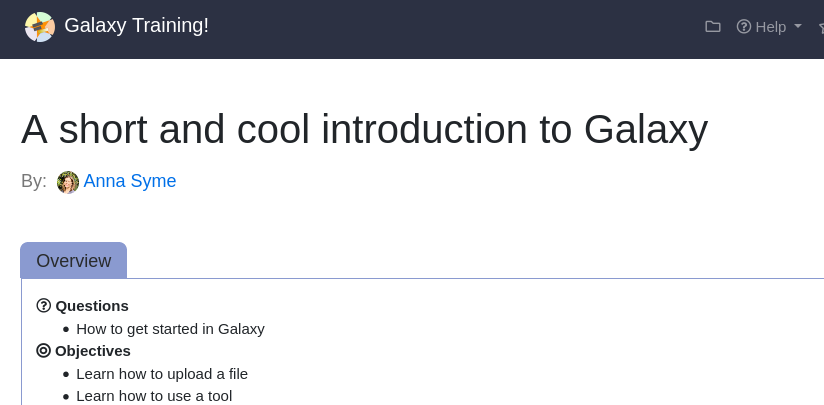 Galaxy Training!
Help
A short and cool introduction to Galaxy
By: Anna Syme
Overview
Questions
• How to get started in Galaxy
Objectives
• Learn how to upload a file
• Learn how to use a tool